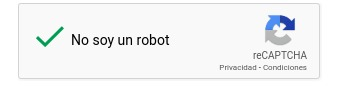 No soy un robot
reCAPTCHA
Privacidad • Condiciones